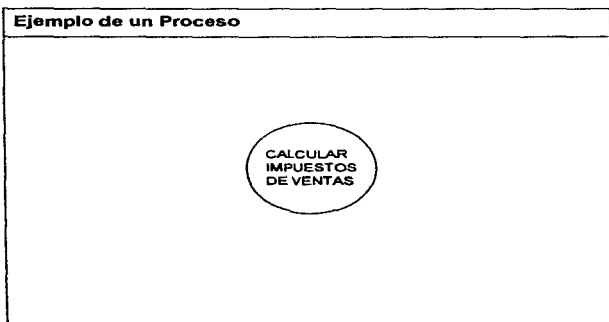 Ejemplo de un Proceso
CALCULAR
IMPUESTOS
DE VENTAS